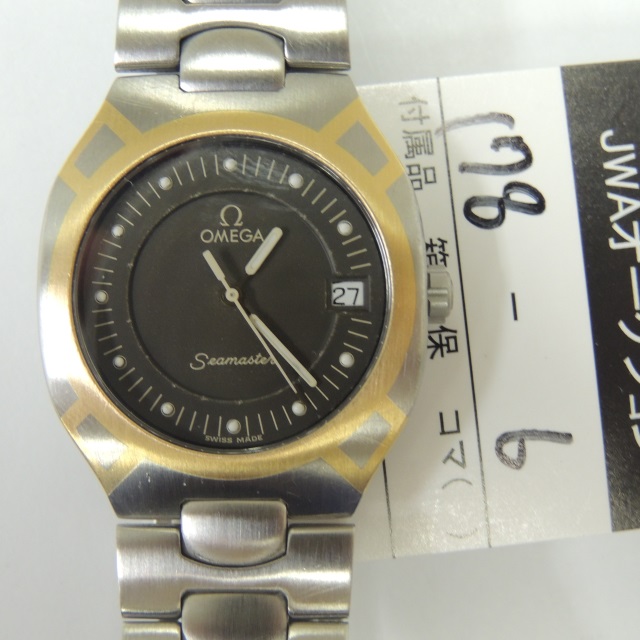 Ω
OMEGA
27
Seamaster
SWISS MADE
178 - 6
付属品 箱 保 コマ( )
JWAオークション